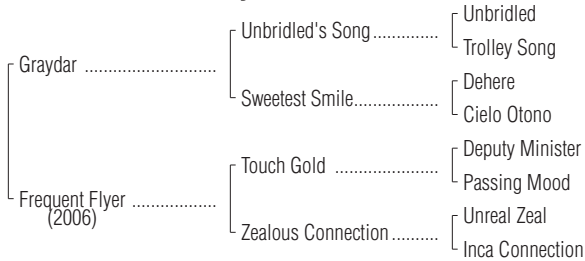 Unbridled
Unbridled's Song..............
Trolley Song
Graydar ............................
Dehere
Sweetest Smile..................
Cielo Otono
Deputy Minister
Touch Gold ......................
Passing Mood
Frequent Flyer ..................
(2006)
Unreal Zeal
Zealous Connection..........
Inca Connection